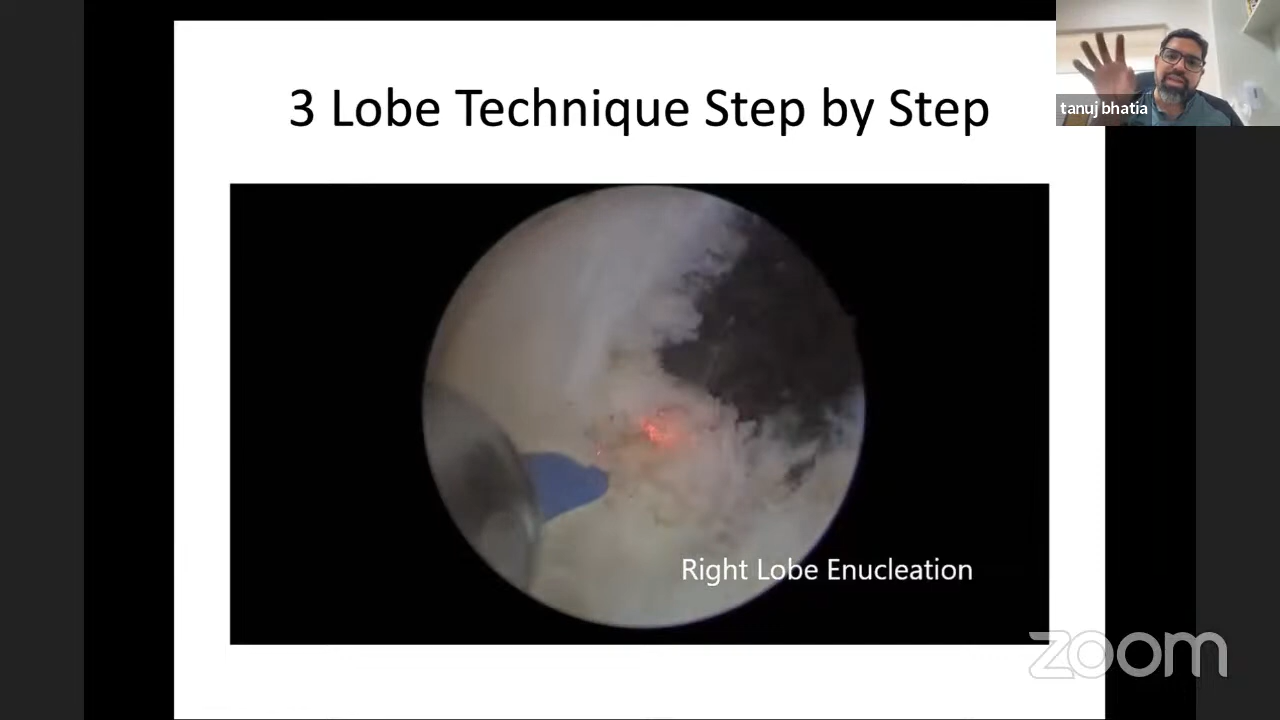 3 Lobe Technique Step by Step
tanuj bhatia
Right Lobe Enucleation
zoom